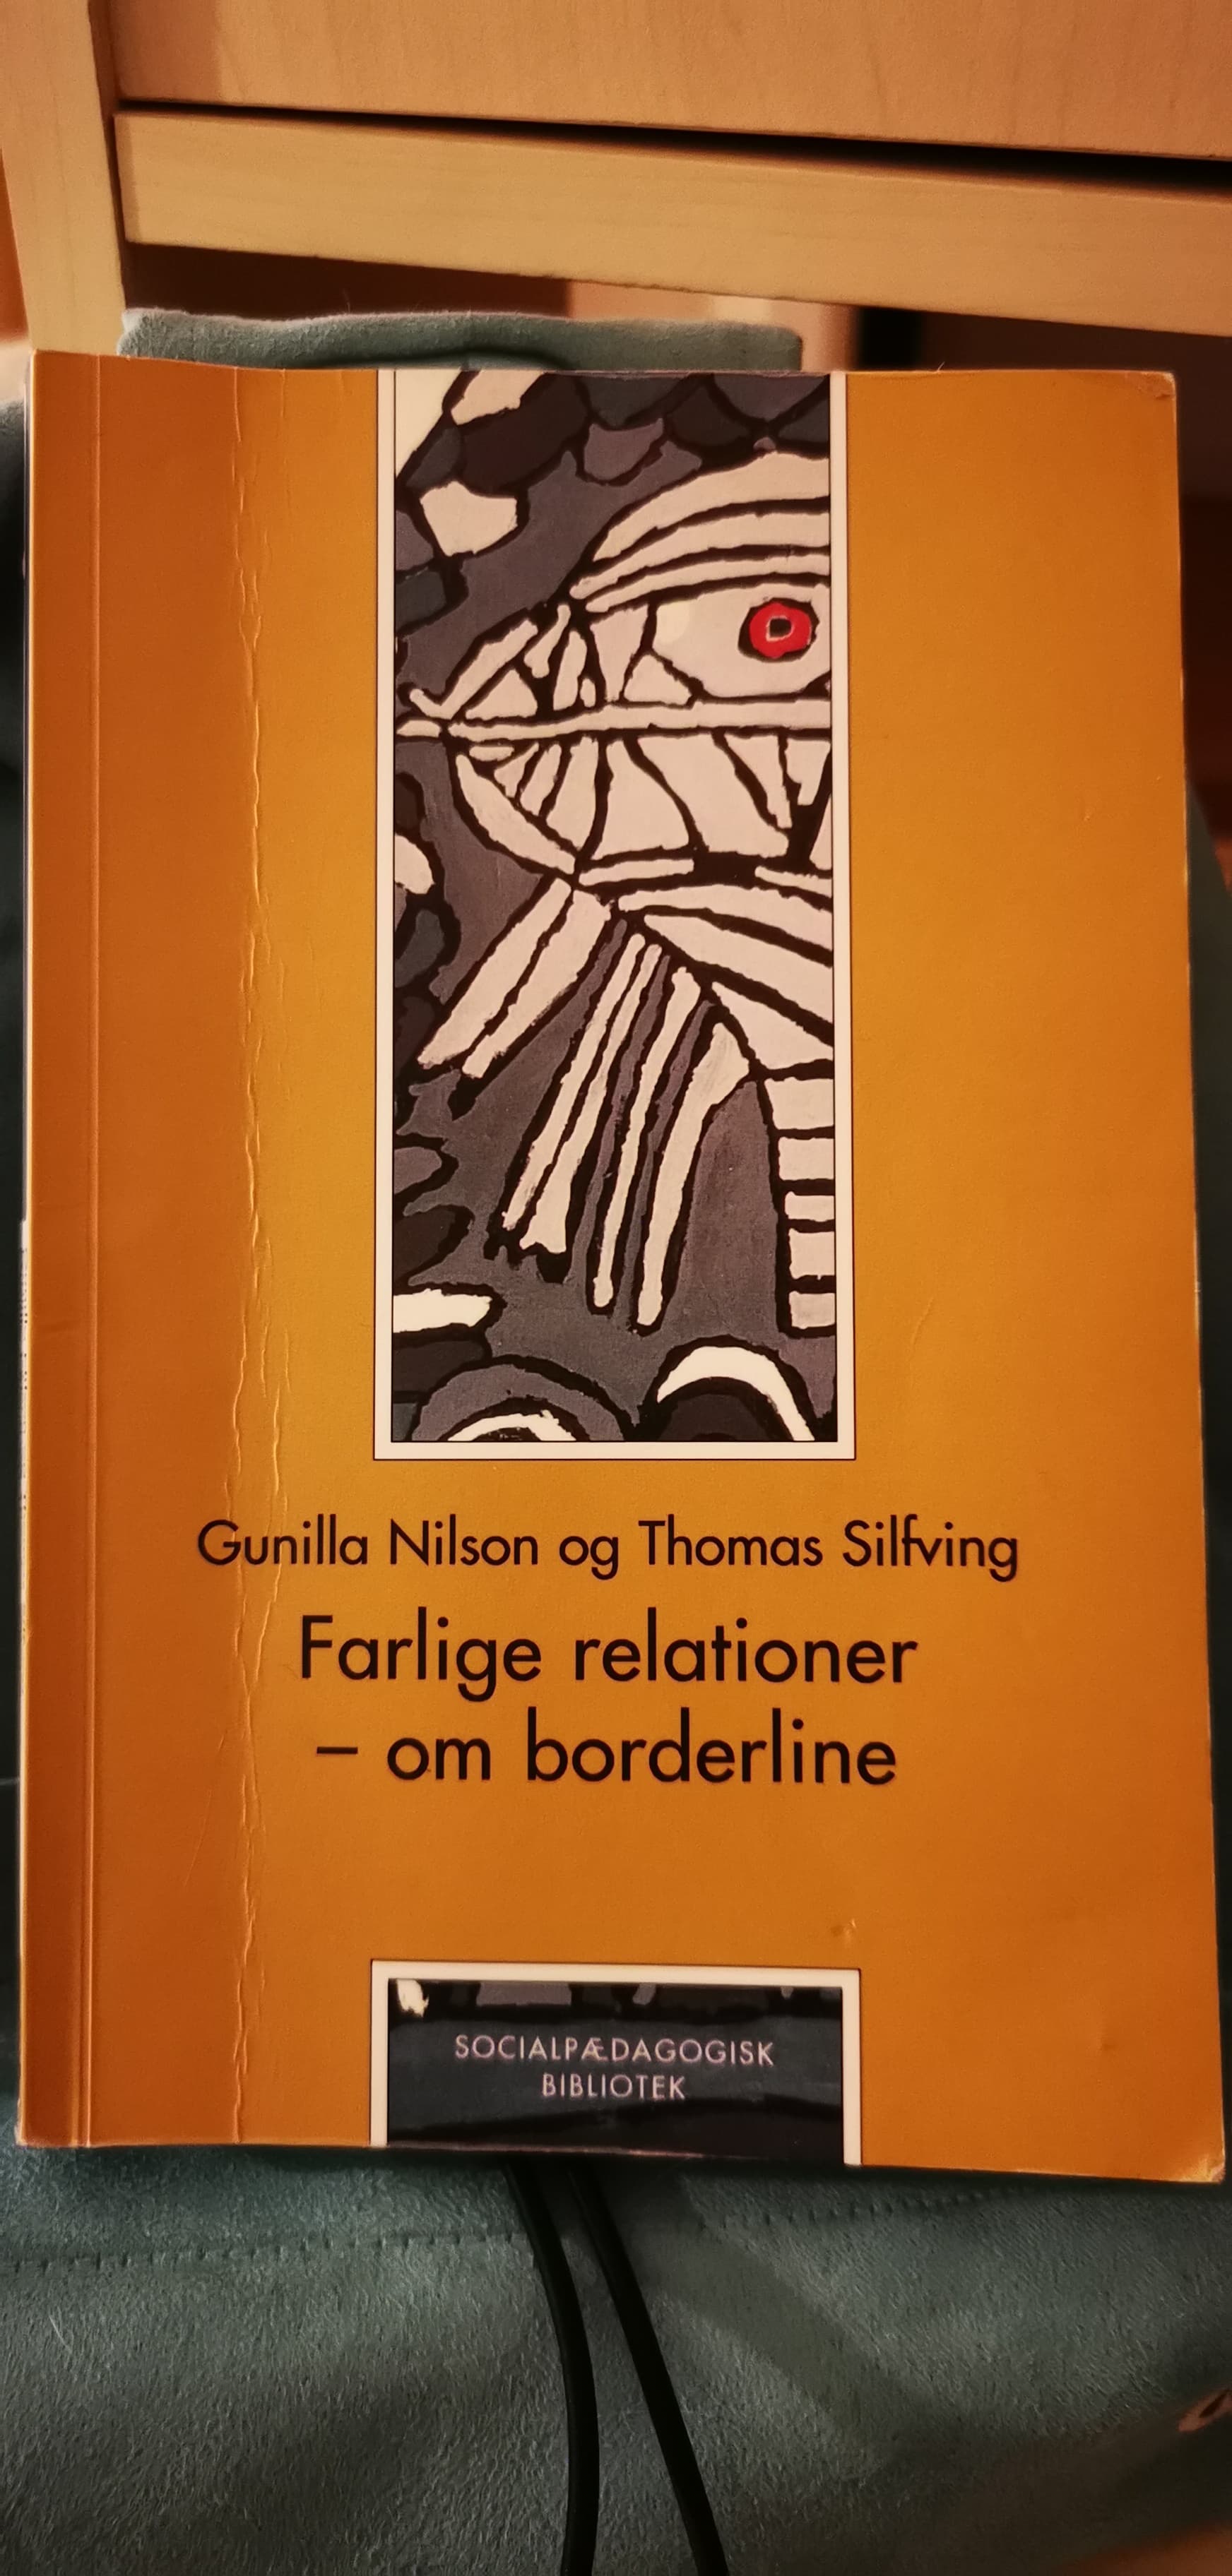 Gunilla Nilson og Thomas Silfving
Farlige relationer
– om borderline
SOCIALPÆDAGOGISK
BIBLIOTEK